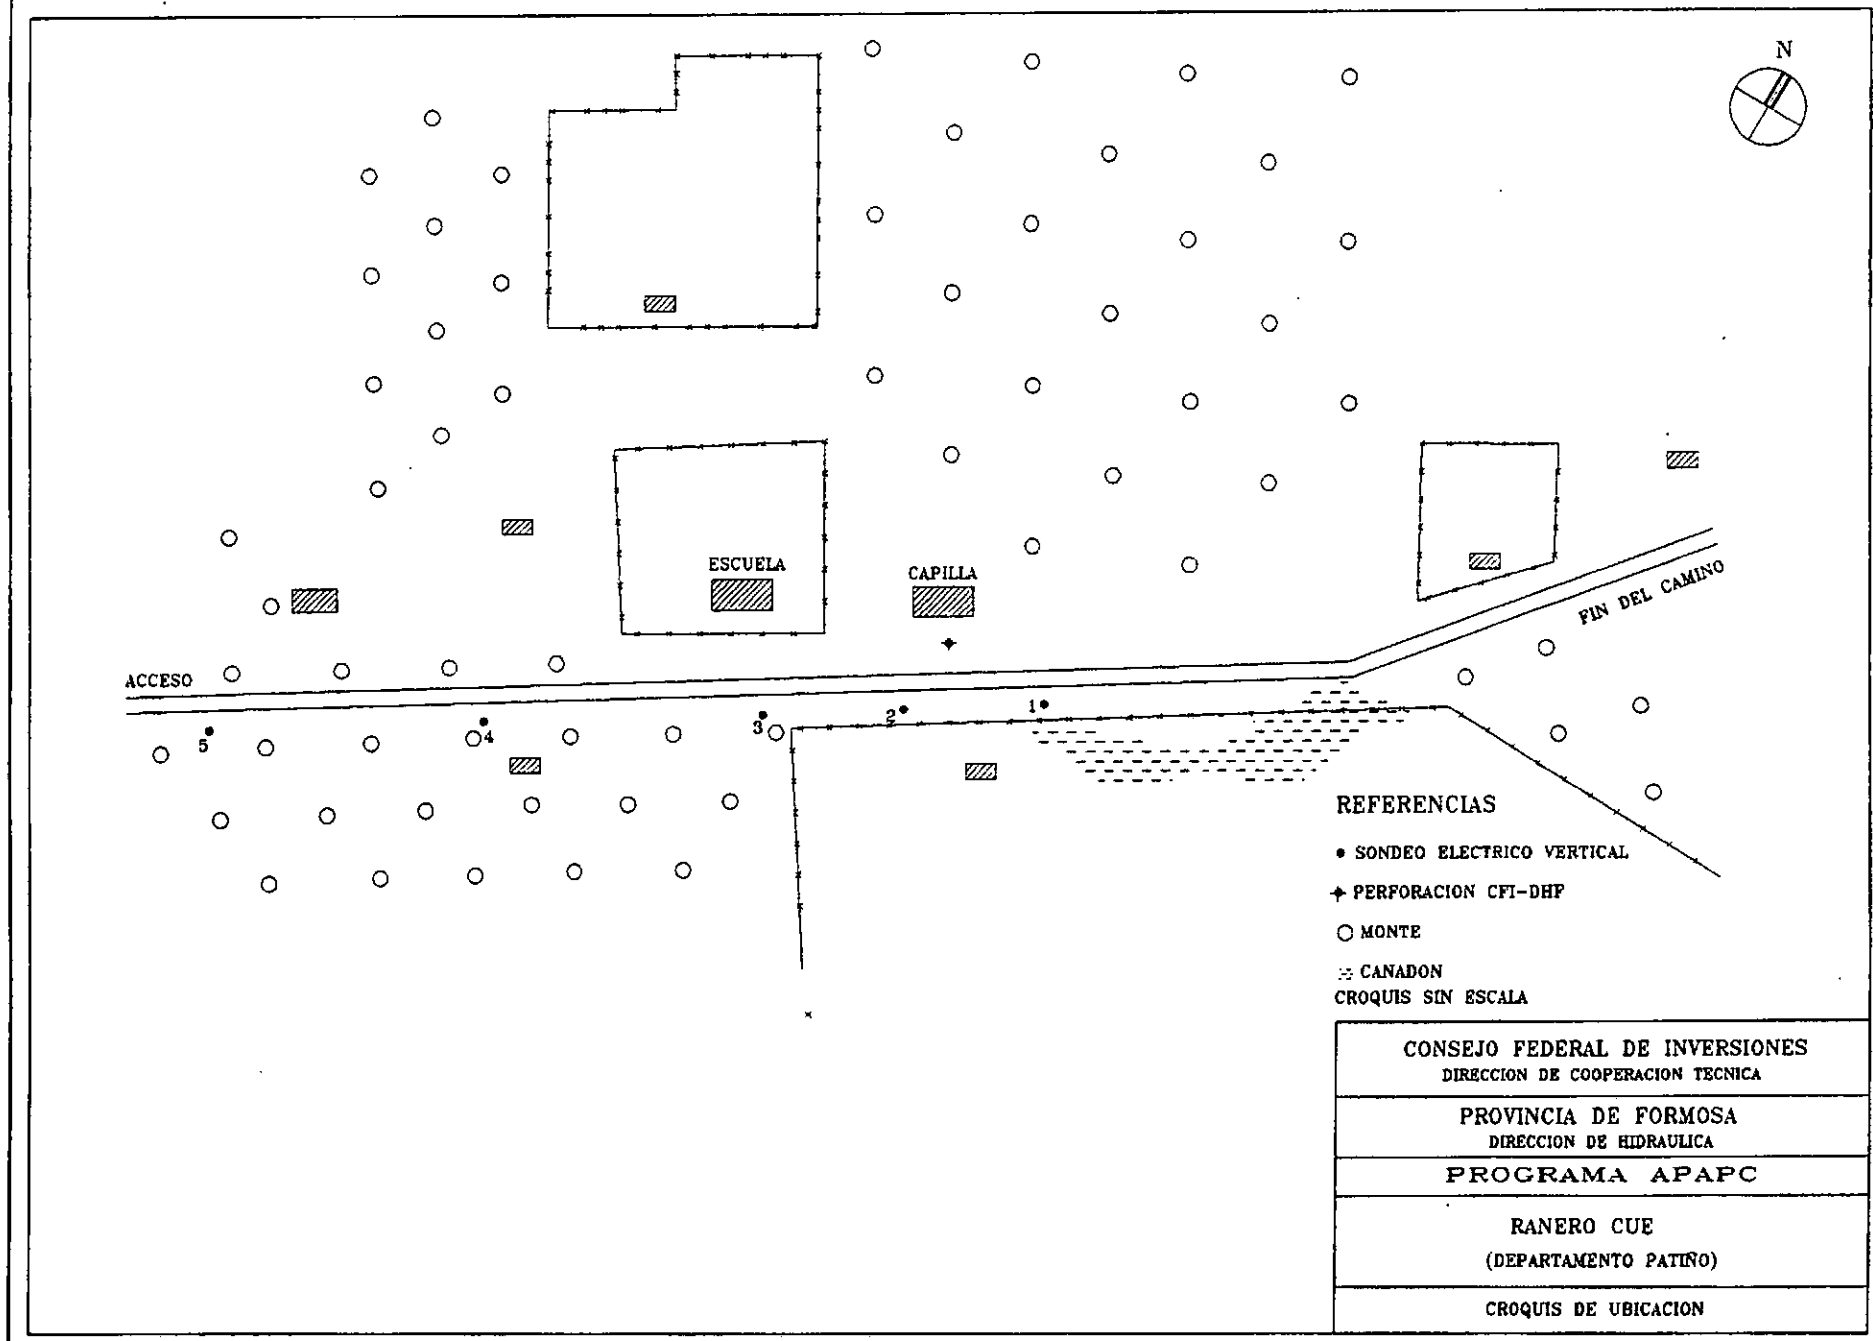 N
ESCUELA
CAPILLA
FIN DEL CAMINO
ACCESO
1
2
3
4
5
REFERENCIAS
SONDEO ELECTRICO VERTICAL
PERFORACION CFI-DHF
MONTE
CANADON
CROQUIS SIN ESCALA
CONSEJO FEDERAL DE INVERSIONES
DIRECCION DE COOPERACION TECNICA
PROVINCIA DE FORMOSA
DIRECCION DE HIDRAULICA
PROGRAMA APAPC
RANERO CUE
(DEPARTAMENTO PATIÑO)
CROQUIS DE UBICACION